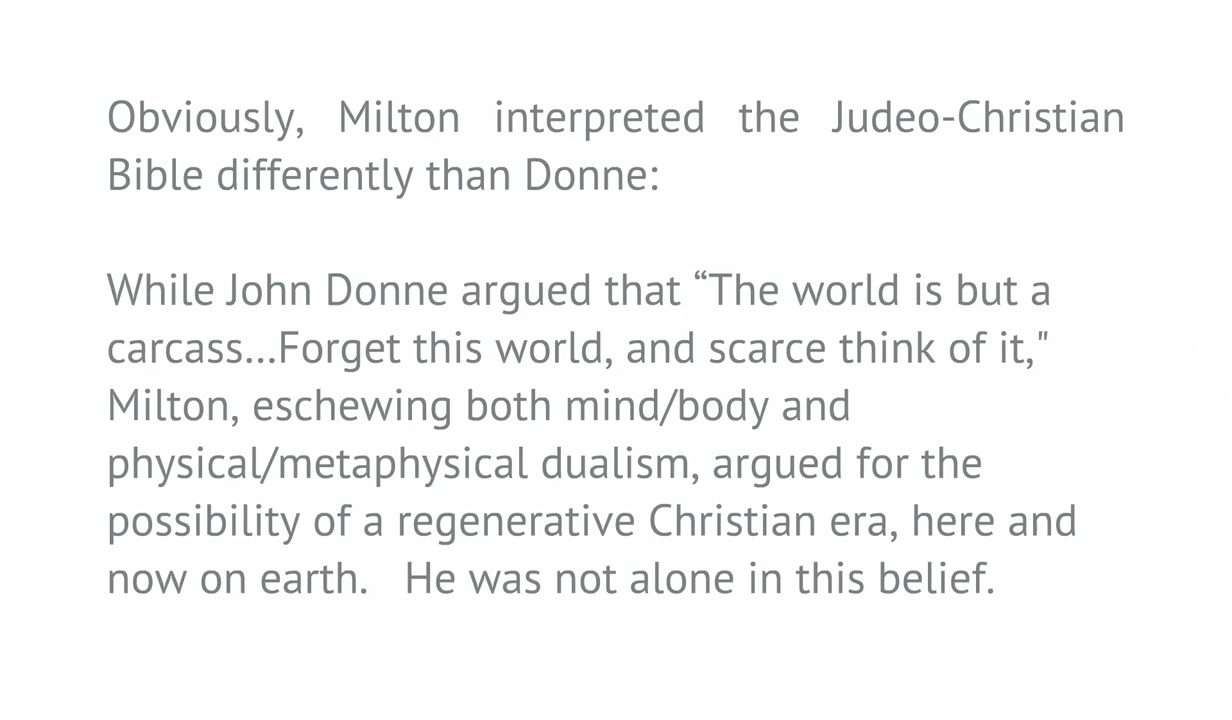 Obviously, Milton interpreted the Judeo-Christian
Bible differently than Donne:
While John Donne argued that “The world is but a
carcass...Forget this world, and scarce think of it,"
Milton, eschewing both mind/body and
physical/metaphysical dualism, argued for the
possibility of a regenerative Christian era, here and
now on earth.   He was not alone in this belief.